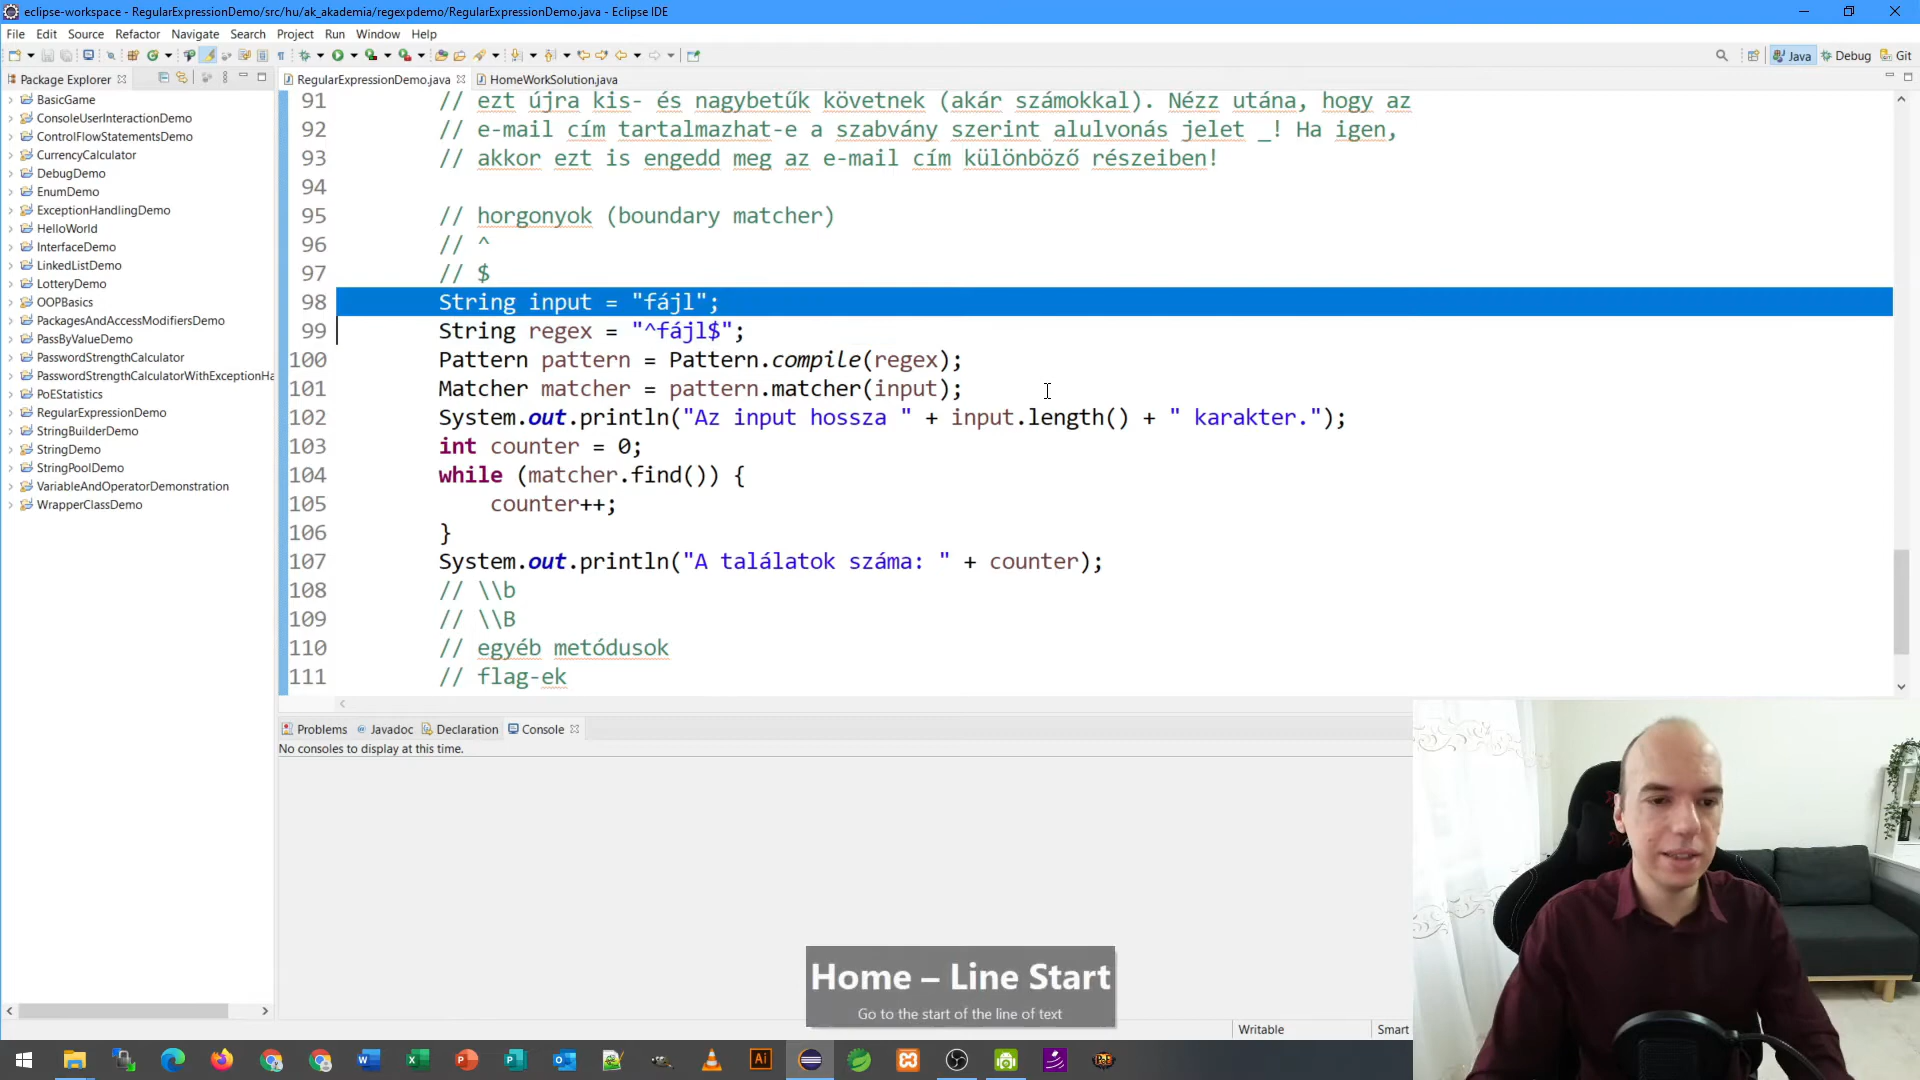 eclipse-workspace - RegularExpressionDemo/src/hu/ak_akademia/regexpdemo/RegularExpressionDemo.java - Eclipse IDE
File Edit Source Refactor Navigate Search Project Run Window Help
Java Debug Git
Package Explorer
RegularExpressionDemo.java HomeWorkSolution.java
BasicGame
ConsoleUserInteractionDemo
ControlFlowStatementsDemo
CurrencyCalculator
DebugDemo
EnumDemo
ExceptionHandlingDemo
HelloWorld
InterfaceDemo
LinkedListDemo
LotteryDemo
OOPBasics
PackagesAndAccessModifiersDemo
PassByValueDemo
PasswordStrengthCalculator
PasswordStrengthCalculatorWithExceptionHa
PoEStatistics
RegularExpressionDemo
StringBuilderDemo
StringDemo
StringPoolDemo
VariableAndOperatorDemonstration
WrapperClassDemo
91 // ezt újra kis- és nagybetűk követnek (akár számokkal). Nézz utána, hogy az
92 // e-mail cím tartalmazhat-e a szabvány szerint alulvonás jelet _! Ha igen,
93 // akkor ezt is engedd meg az e-mail cím különböző részeiben!
94
95 // horgonyok (boundary matcher)
96 // ^
97 // $
98 String input = "fájl";
99 String regex = "^fájl$";
100 Pattern pattern = Pattern.compile(regex);
101 Matcher matcher = pattern.matcher(input);
102 System.out.println("Az input hossza " + input.length() + " karakter.");
103 int counter = 0;
104 while (matcher.find()) {
105 counter++;
106 }
107 System.out.println("A találatok száma: " + counter);
108 // \\b
109 // \\B
110 // egyéb metódusok
111 // flag-ek
Problems Javadoc Declaration Console
No consoles to display at this time.
Home – Line Start
Go to the start of the line of text
Writable Smart